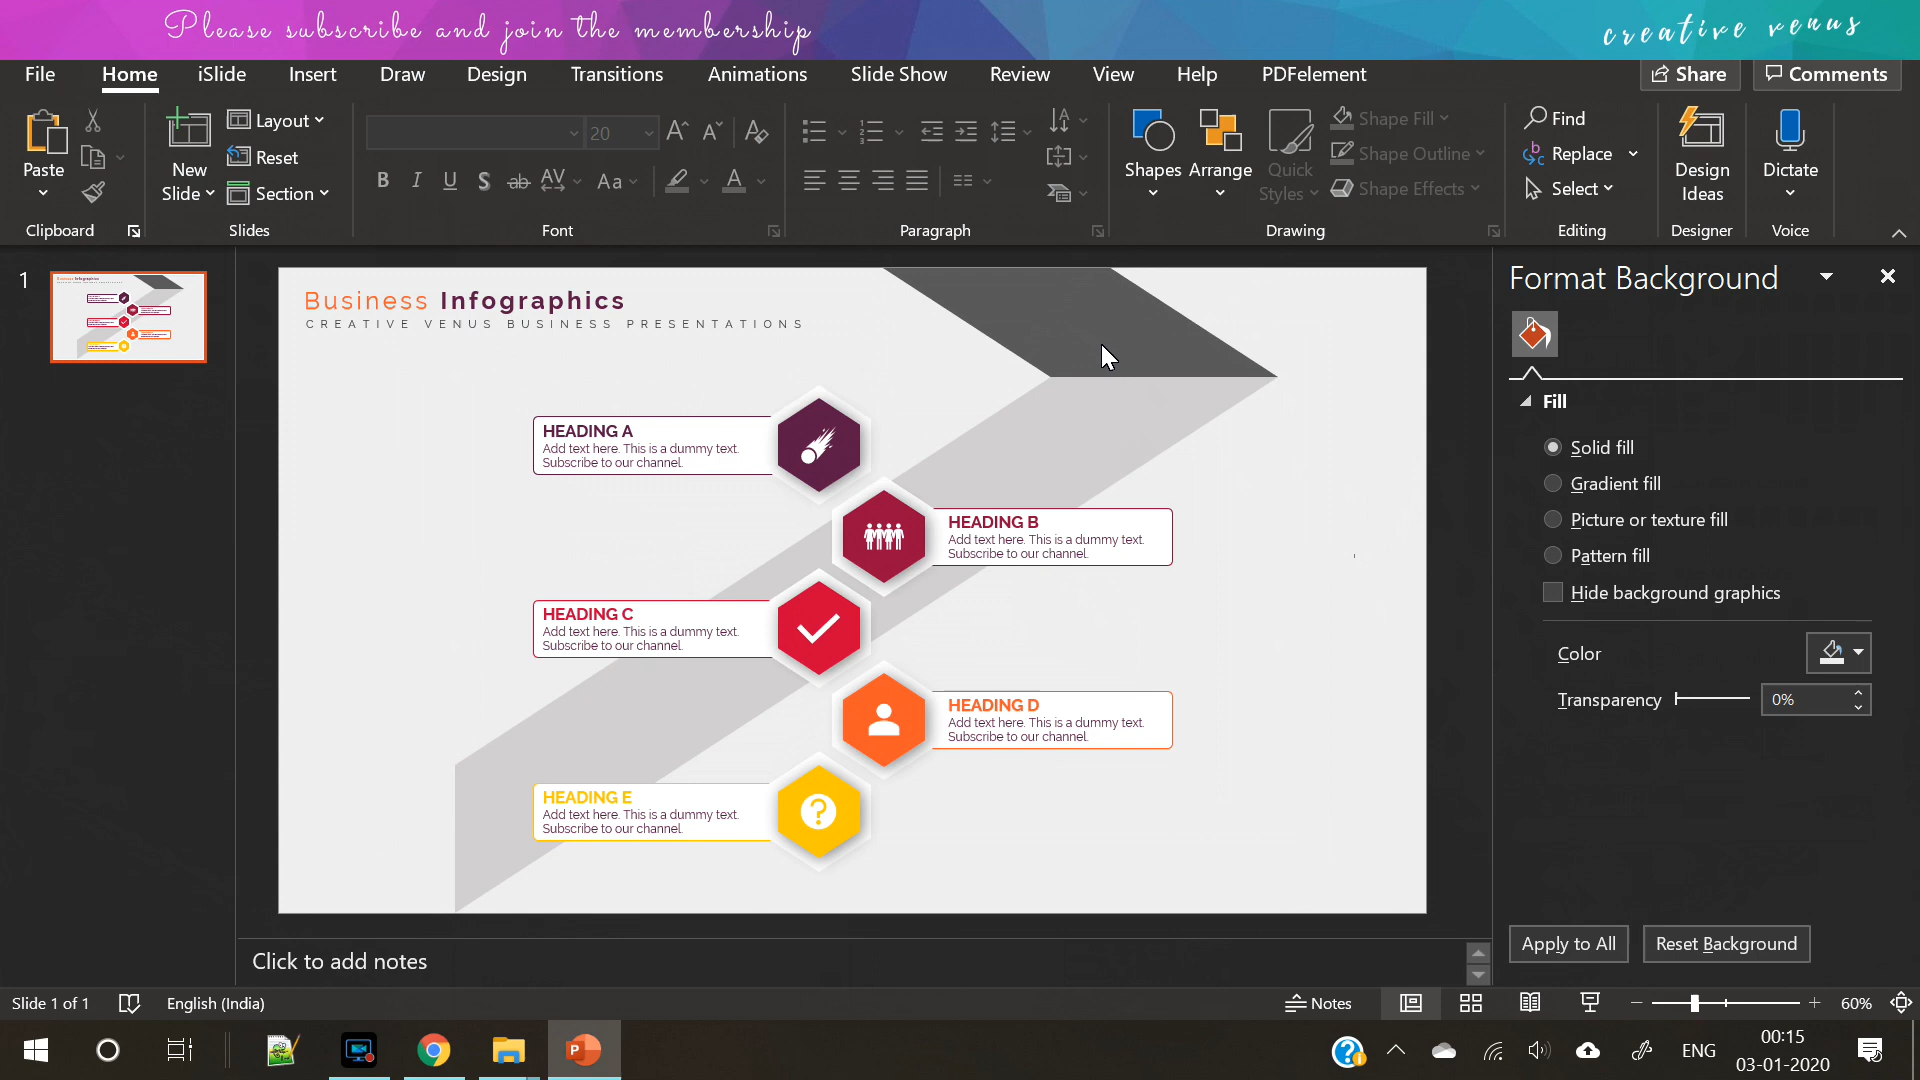 Please subscribe and join the membership
creative venus
File Home iSlide Insert Draw Design Transitions Animations Slide Show Review View Help PDFelement Share Comments
Paste
New Slide
Layout
Reset
Section
20
Shapes
Arrange
Quick Styles
Shape Fill
Shape Outline
Shape Effects
Find
Replace
Select
Design Ideas
Dictate
Clipboard Slides Font Paragraph Drawing Editing Designer Voice
1
Business Infographics
CREATIVE VENUS BUSINESS PRESENTATIONS
HEADING A
Add text here. This is a dummy text.
Subscribe to our channel.
HEADING B
Add text here. This is a dummy text.
Subscribe to our channel.
HEADING C
Add text here. This is a dummy text.
Subscribe to our channel.
HEADING D
Add text here. This is a dummy text.
Subscribe to our channel.
HEADING E
Add text here. This is a dummy text.
Subscribe to our channel.
Format Background
Fill
Solid fill
Gradient fill
Picture or texture fill
Pattern fill
Hide background graphics
Color
Transparency 0%
Apply to All Reset Background
Click to add notes
Slide 1 of 1 English (India) Notes 60%
ENG
00:15
03-01-2020